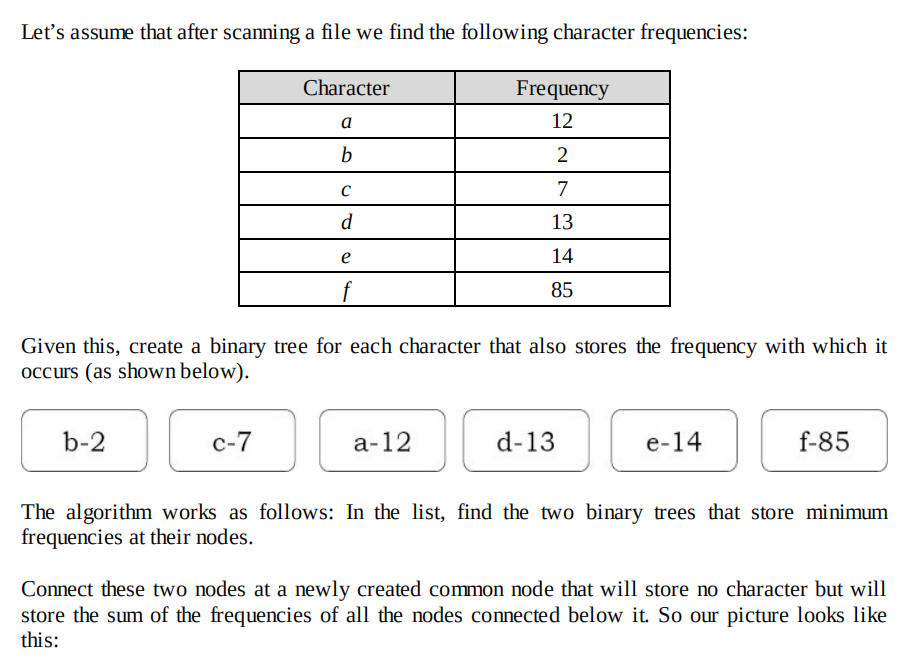 Let’s assume that after scanning a file we find the following character frequencies:
Character Frequency
a 12
b 2
c 7
d 13
e 14
f 85
Given this, create a binary tree for each character that also stores the frequency with which it
occurs (as shown below).
b-2 c-7 a-12 d-13 e-14 f-85
The algorithm works as follows: In the list, find the two binary trees that store minimum
frequencies at their nodes.
Connect these two nodes at a newly created common node that will store no character but will
store the sum of the frequencies of all the nodes connected below it. So our picture looks like
this: